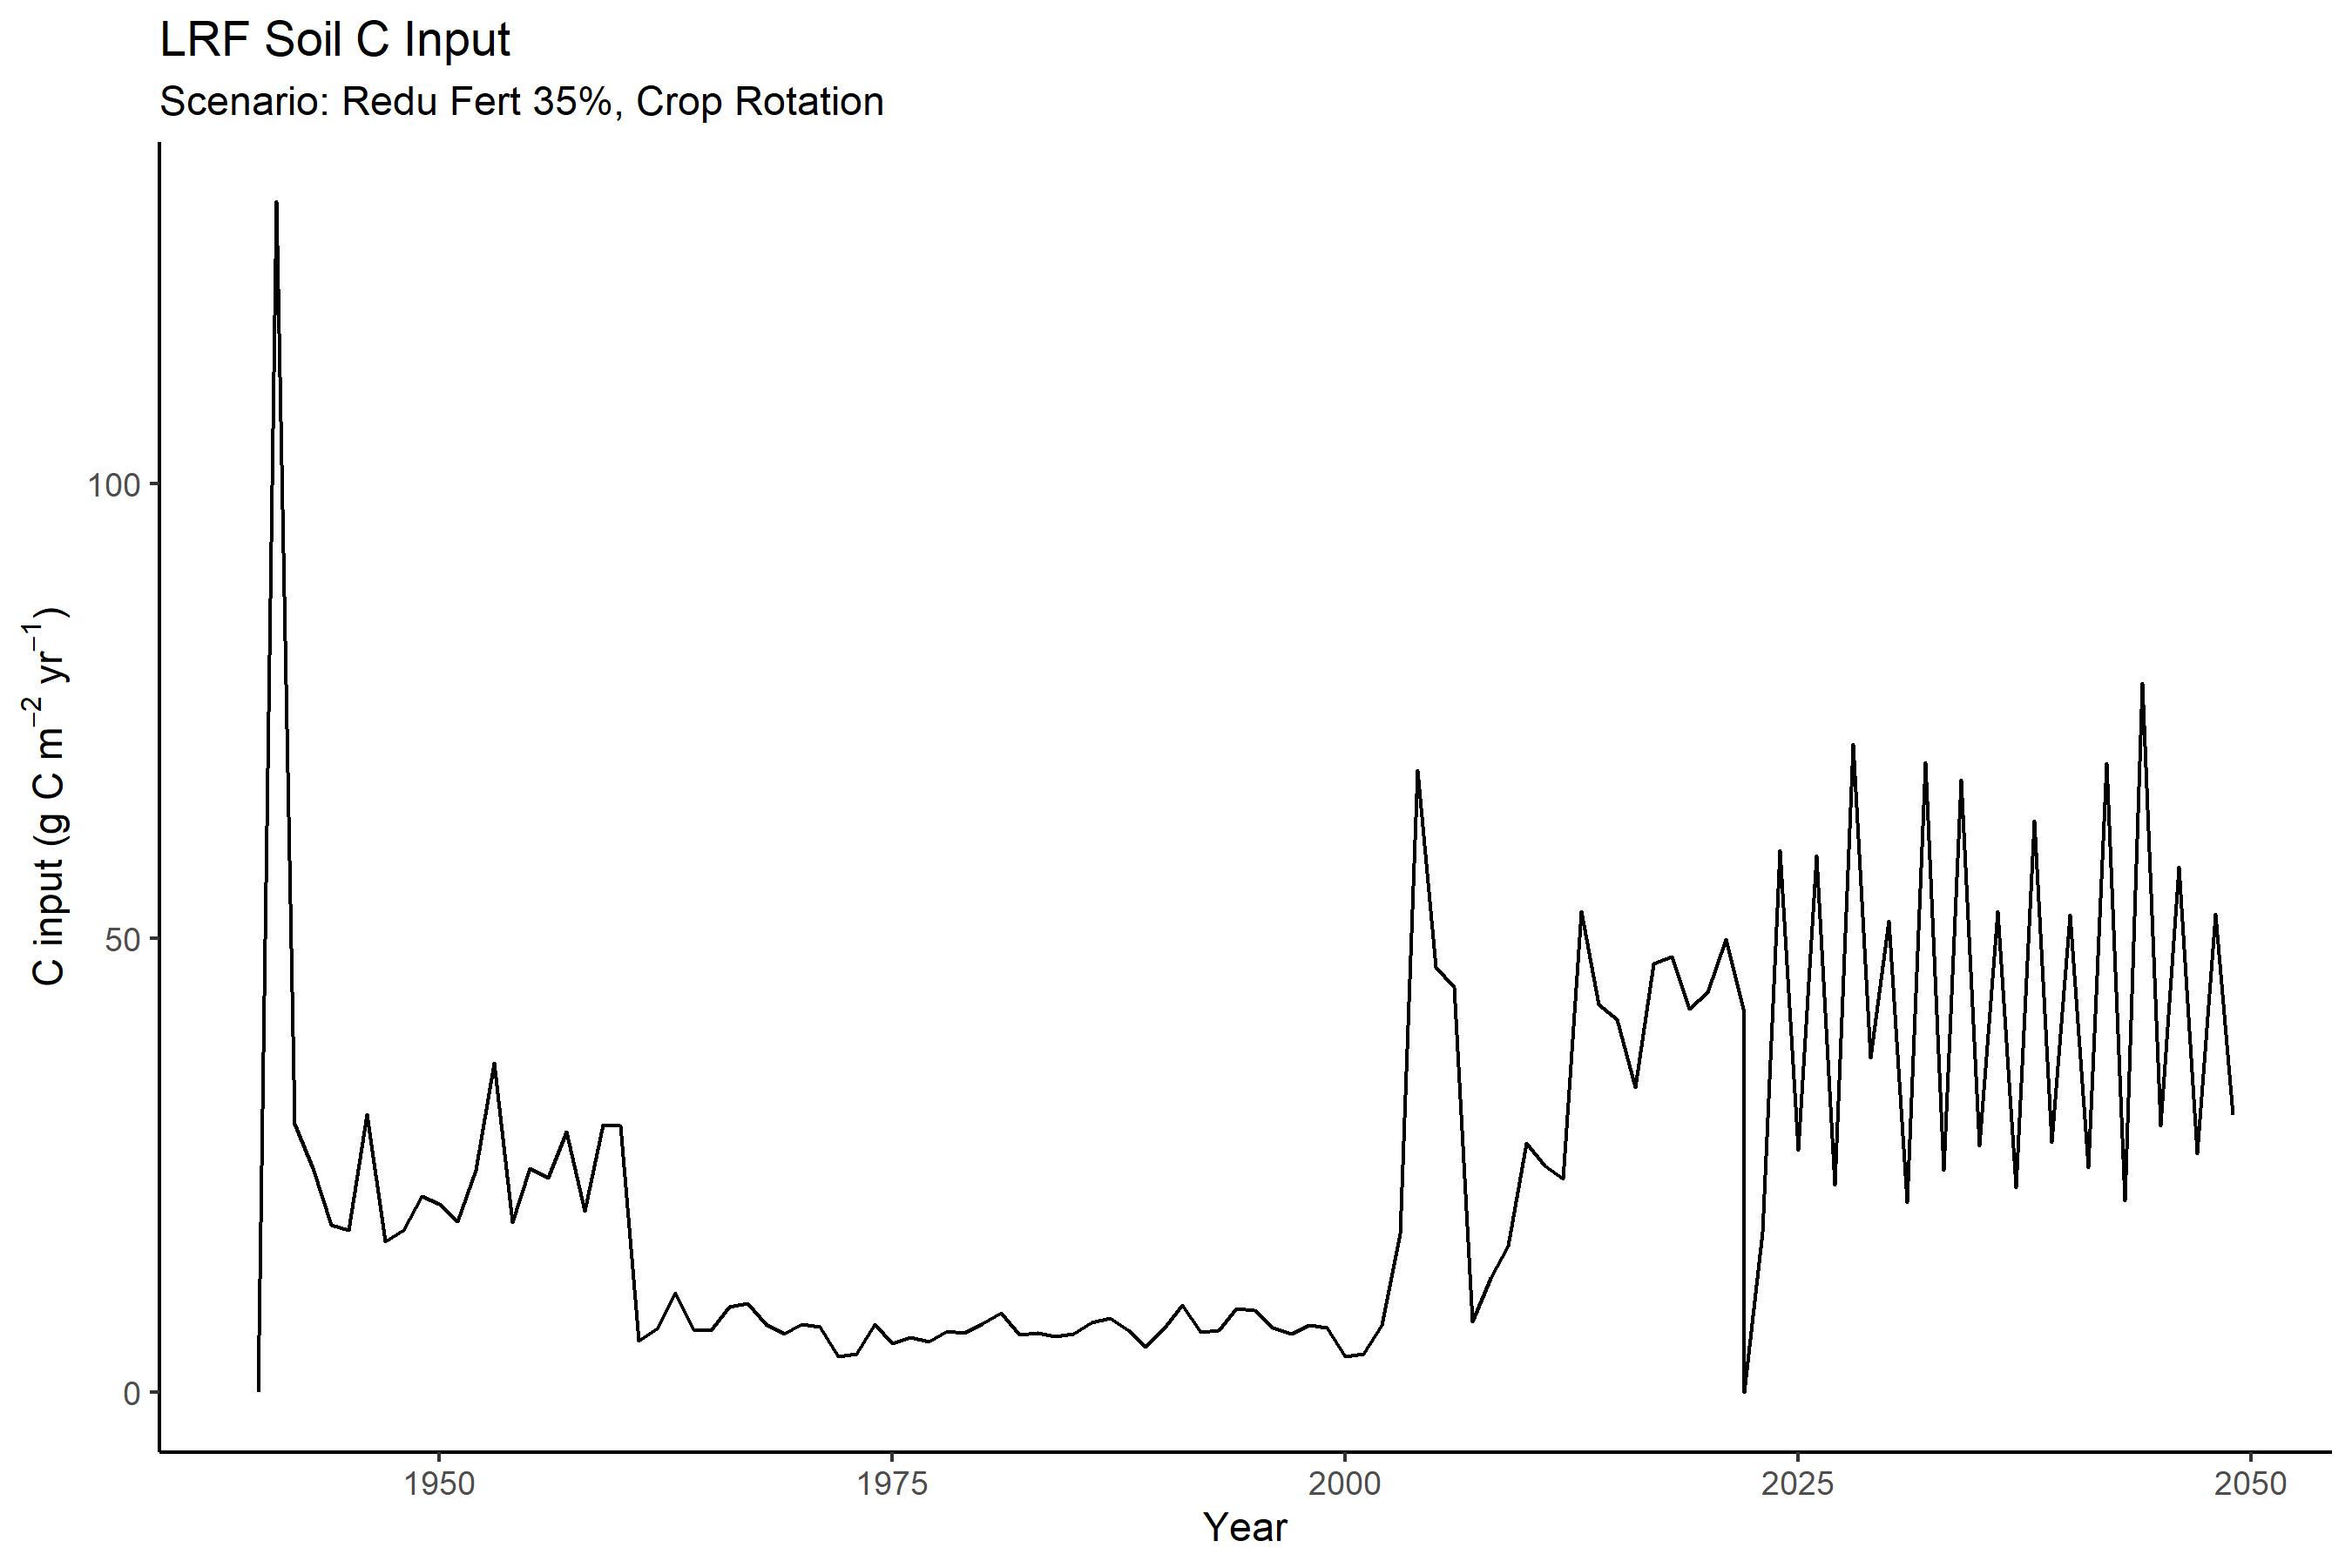 LRF Soil C Input
Scenario: Redu Fert 35%, Crop Rotation
C input (g C m⁻² yr⁻¹)
100
50
0
1950 1975 2000 2025 2050
Year